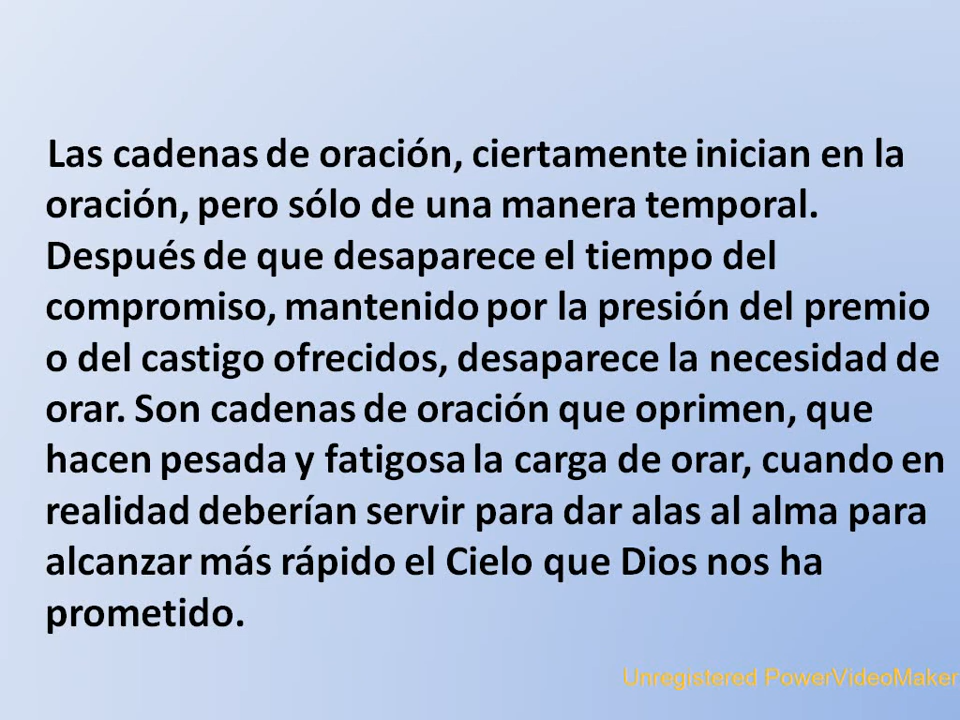 Las cadenas de oración, ciertamente inician en la
oración, pero sólo de una manera temporal.
Después de que desaparece el tiempo del
compromiso, mantenido por la presión del premio
o del castigo ofrecidos, desaparece la necesidad de
orar. Son cadenas de oración que oprimen, que
hacen pesada y fatigosa la carga de orar, cuando en
realidad deberían servir para dar alas al alma para
alcanzar más rápido el Cielo que Dios nos ha
prometido.
Unregistered PowerVideoMaker